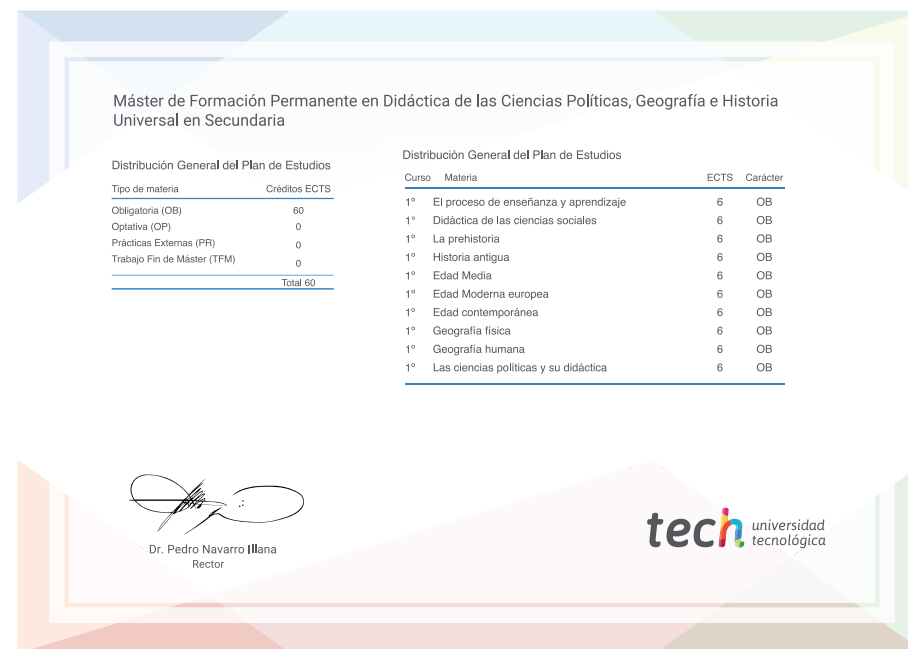 Máster de Formación Permanente en Didáctica de las Ciencias Políticas, Geografía e Historia
Universal en Secundaria
Distribución General del Plan de Estudios
Tipo de materia Créditos ECTS
Obligatoria (OB) 60
Optativa (OP) 0
Prácticas Externas (PR) 0
Trabajo Fin de Máster (TFM) 0
Total 60
Distribución General del Plan de Estudios
Curso Materia ECTS Carácter
1º El proceso de enseñanza y aprendizaje 6 OB
1º Didáctica de las ciencias sociales 6 OB
1º La prehistoria 6 OB
1º Historia antigua 6 OB
1º Edad Media 6 OB
1º Edad Moderna europea 6 OB
1º Edad contemporánea 6 OB
1º Geografía física 6 OB
1º Geografía humana 6 OB
1º Las ciencias políticas y su didáctica 6 OB
Dr. Pedro Navarro Illana
Rector
tech universidad
tecnológica